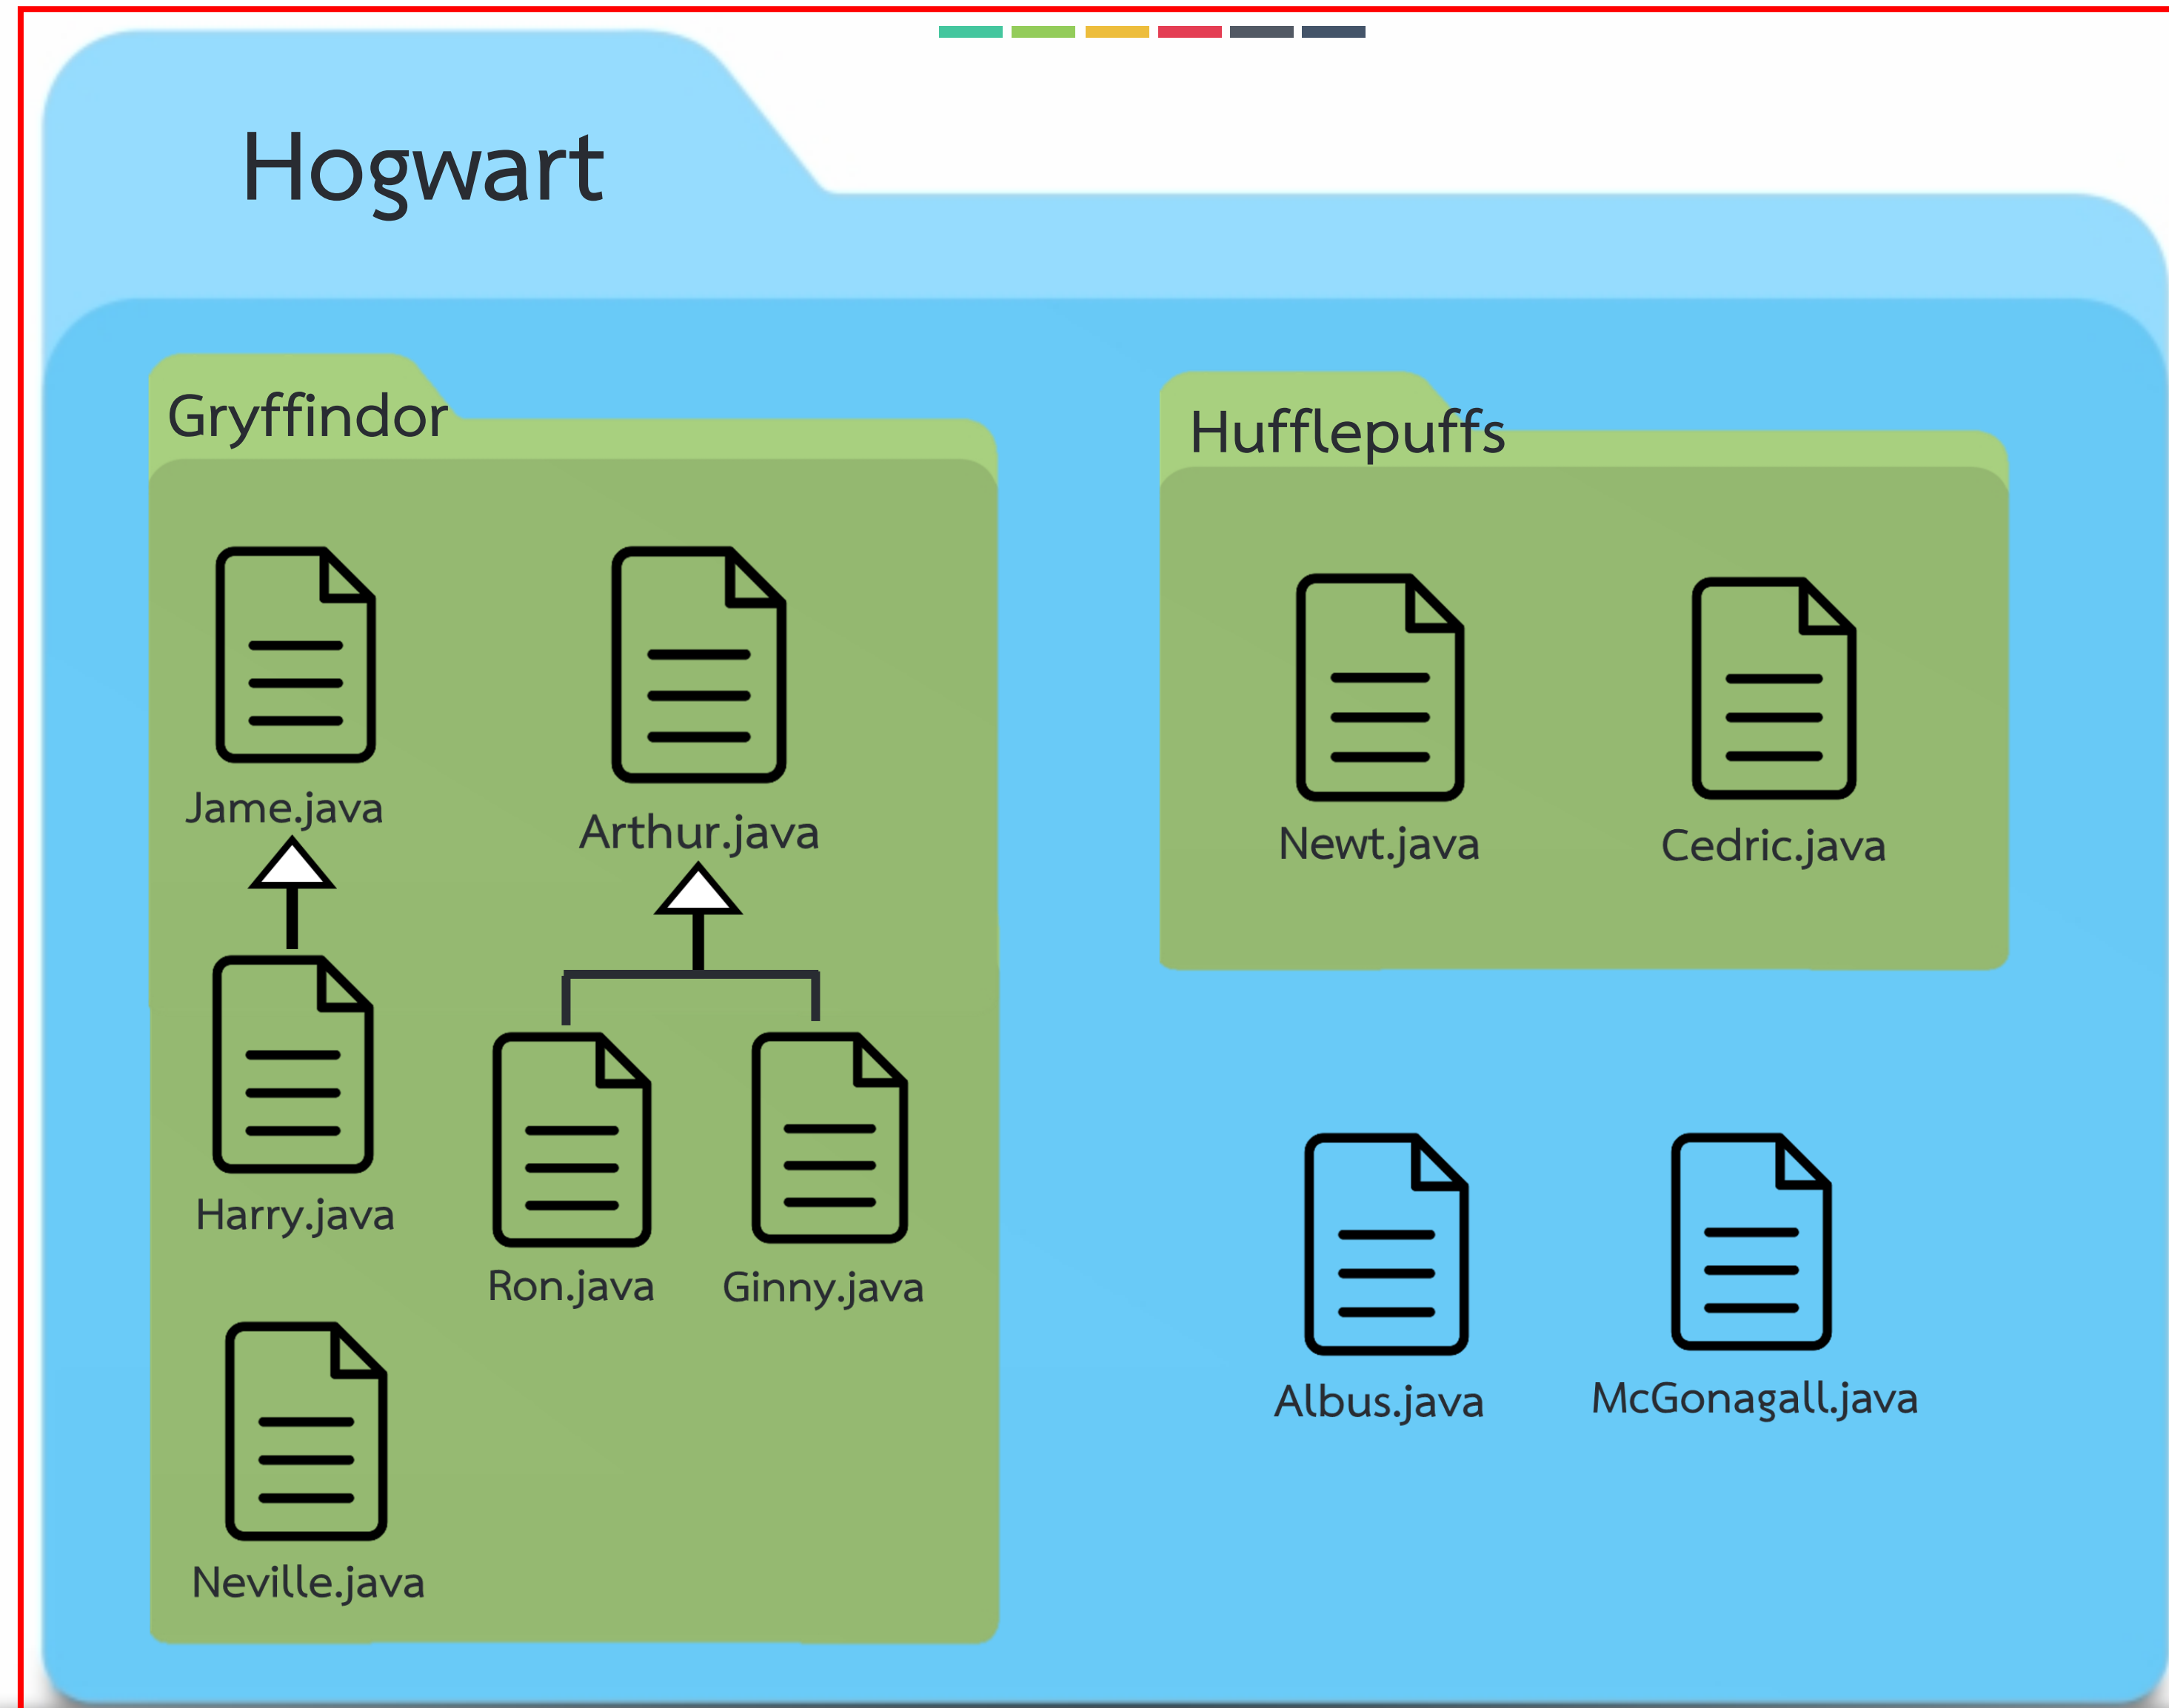 Hogwart
Gryffindor
Hufflepuffs
Jame.java
Arthur.java
Newt.java
Cedric.java
Harry.java
Ron.java
Ginny.java
Albus.java
McGonagall.java
Neville.java